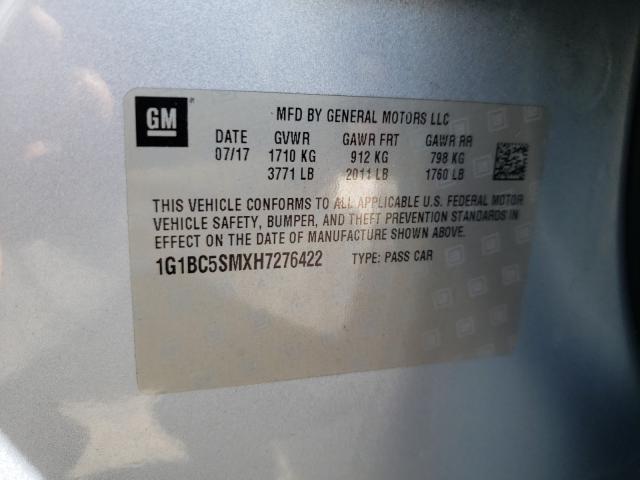 GM
MFD BY GENERAL MOTORS LLC
DATE GVWR GAWR FRT GAWR RR
07/17 1710 KG 912 KG 798 KG
3771 LB 2011 LB 1760 LB
THIS VEHICLE CONFORMS TO ALL APPLICABLE U.S. FEDERAL MOTOR
VEHICLE SAFETY, BUMPER, AND THEFT PREVENTION STANDARDS IN
EFFECT ON THE DATE OF MANUFACTURE SHOWN ABOVE.
1G1BC5SMXH7276422 TYPE: PASS CAR